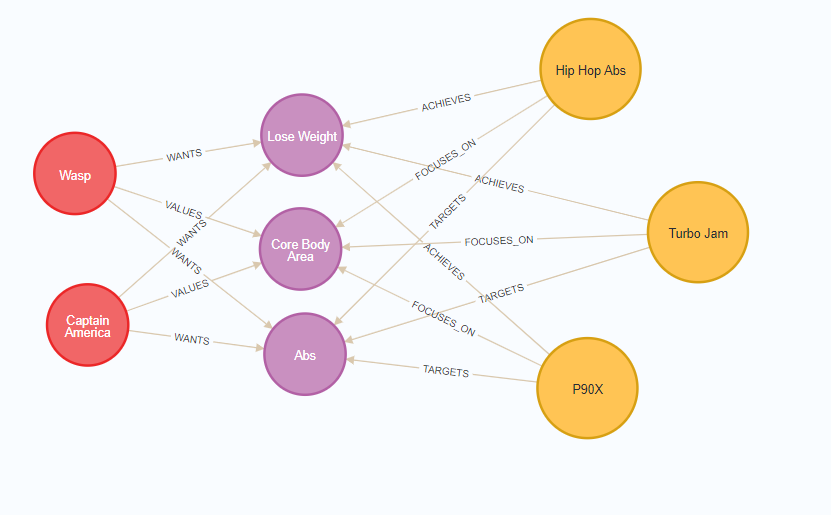 Hip Hop Abs
ACHIEVES
Lose Weight
WANTS
FOCUSES_ON
Wasp
ACHIEVES
VALUES
TARGETS
WANTS
Turbo Jam
FOCUSES_ON
Core Body
Area
WANTS
ACHIEVES
VALUES
TARGETS
Captain
America
FOCUSES_ON
WANTS
Abs
TARGETS
P90X